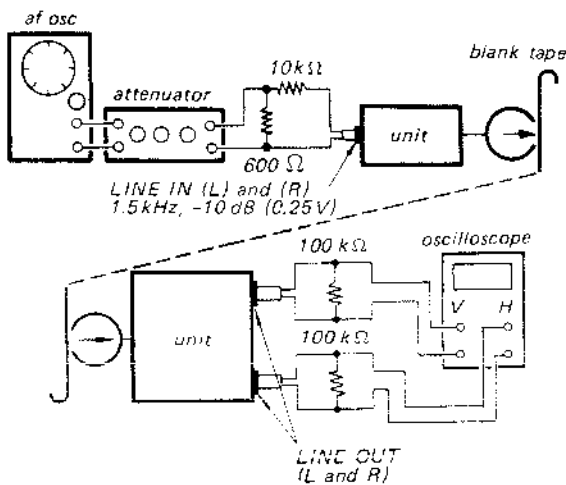 af osc
attenuator
10kΩ
blank tape
unit
600 Ω
LINE IN (L) and (R)
1.5kHz, -10 dB (0.25V)
100 kΩ
oscilloscope
V H
unit
100 kΩ
LINE OUT
(L and R)